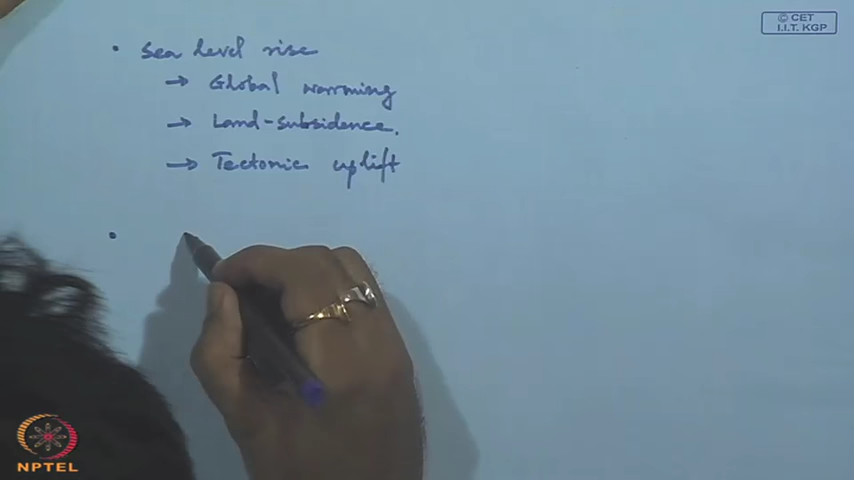 © CET
I.I.T. KGP
• Sea level rise
→ Global warming
→ Land-subsidence.
→ Tectonic uplift
•
NPTEL